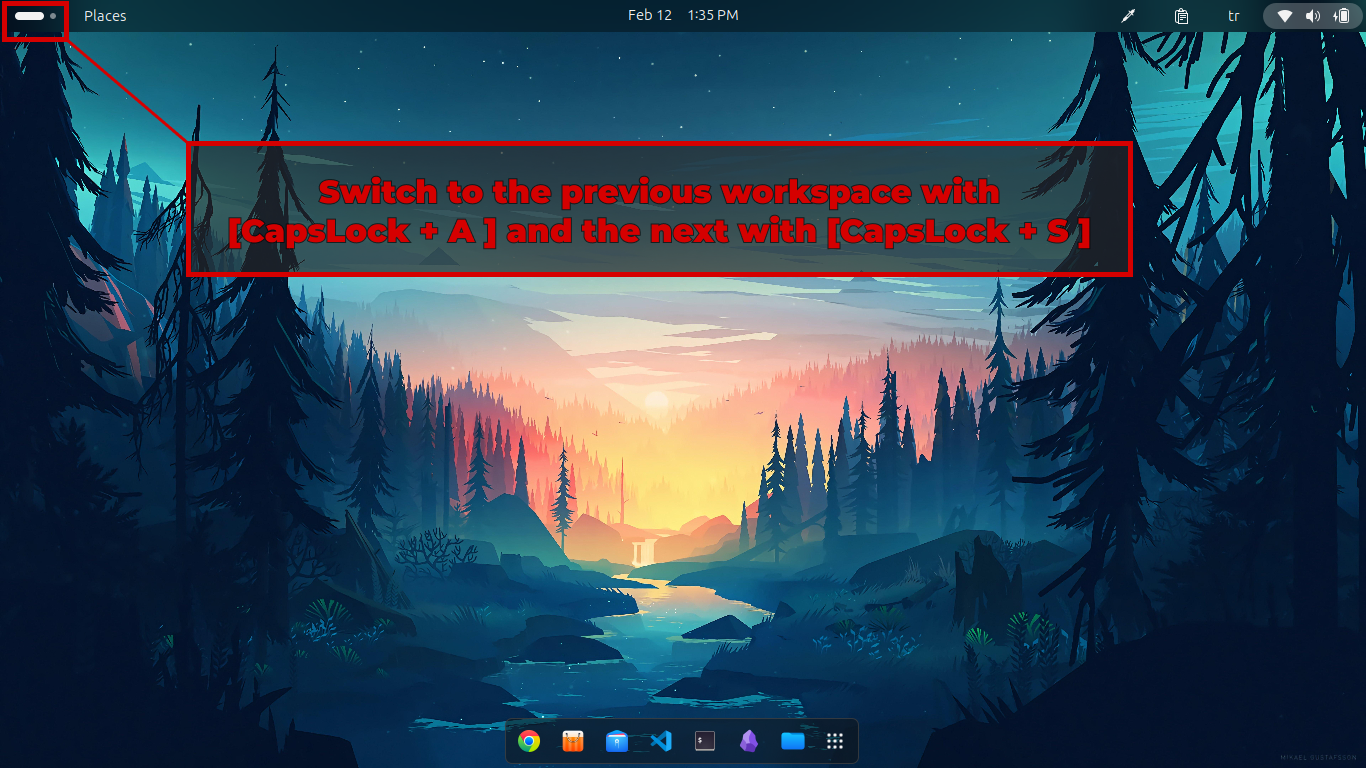 Places
Feb 12 1:35 PM
tr
Switch to the previous workspace with
[CapsLock + A ] and the next with [CapsLock + S ]
MIKAEL GUSTAFSSON